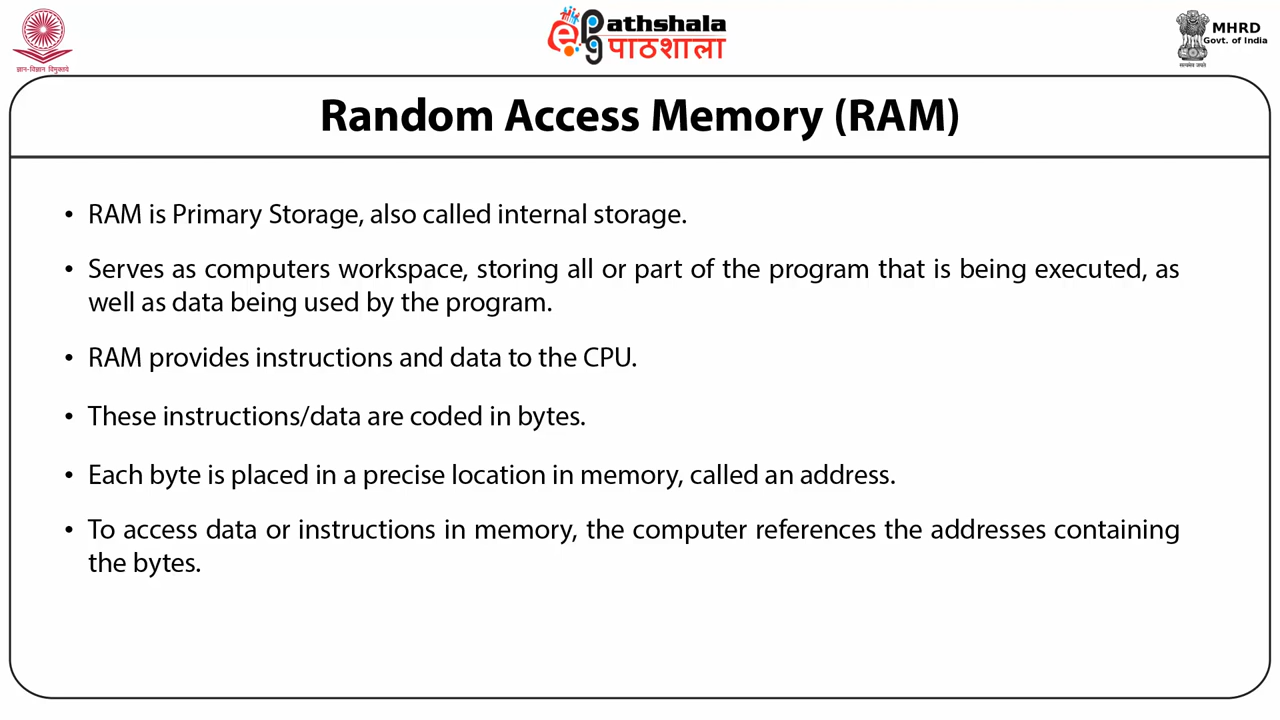 ज्ञान-विज्ञान विमुक्तये
ePathshala
पाठशाला
MHRD
Govt. of India
सत्यमेव जयते
Random Access Memory (RAM)
• RAM is Primary Storage, also called internal storage.
• Serves as computers workspace, storing all or part of the program that is being executed, as
well as data being used by the program.
• RAM provides instructions and data to the CPU.
• These instructions/data are coded in bytes.
• Each byte is placed in a precise location in memory, called an address.
• To access data or instructions in memory, the computer references the addresses containing
the bytes.